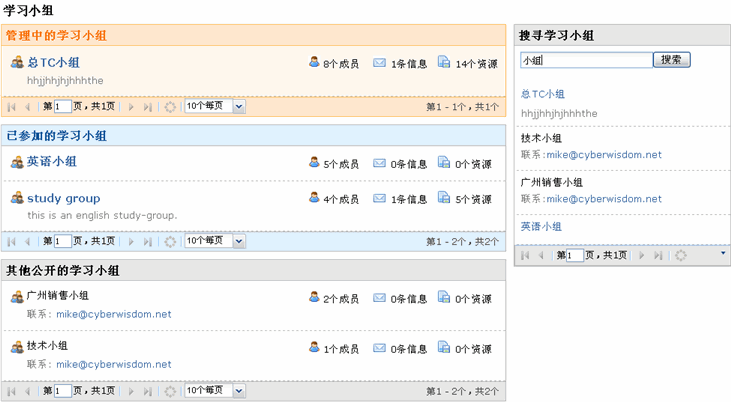 学习小组
管理中的学习小组
总TC小组 8个成员 1条信息 14个资源
hhjjhhjhjhhhthe
第1页，共1页 10个每页 第1 - 1个，共1个
已参加的学习小组
英语小组 5个成员 0条信息 0个资源
study group 4个成员 1条信息 5个资源
this is an english study-group.
第1页，共1页 10个每页 第1 - 2个，共2个
其他公开的学习小组
广州销售小组 2个成员 0条信息 0个资源
联系: mike@cyberwisdom.net
技术小组 1个成员 0条信息 0个资源
联系: mike@cyberwisdom.net
第1页，共1页 10个每页 第1 - 2个，共2个
搜寻学习小组
小组 搜索
总TC小组
hhjjhhjhjhhhthe
技术小组
联系:mike@cyberwisdom.net
广州销售小组
联系:mike@cyberwisdom.net
英语小组
第1页，共1页